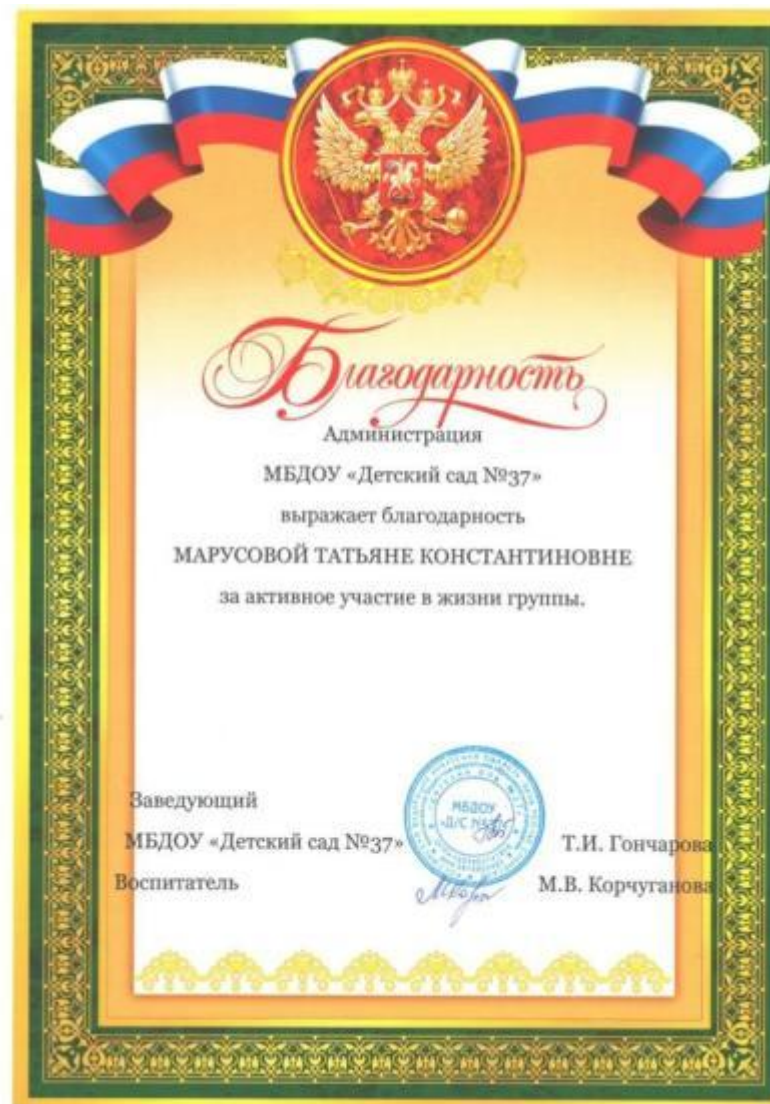 Благодарность
Администрация
МБДОУ «Детский сад №37»
выражает благодарность
МАРУСОВОЙ ТАТЬЯНЕ КОНСТАНТИНОВНЕ
за активное участие в жизни группы.
Заведующий
МБДОУ
МБДОУ «Детский сад №37» Т.И. Гончарова
Воспитатель М.В. Корчуганова